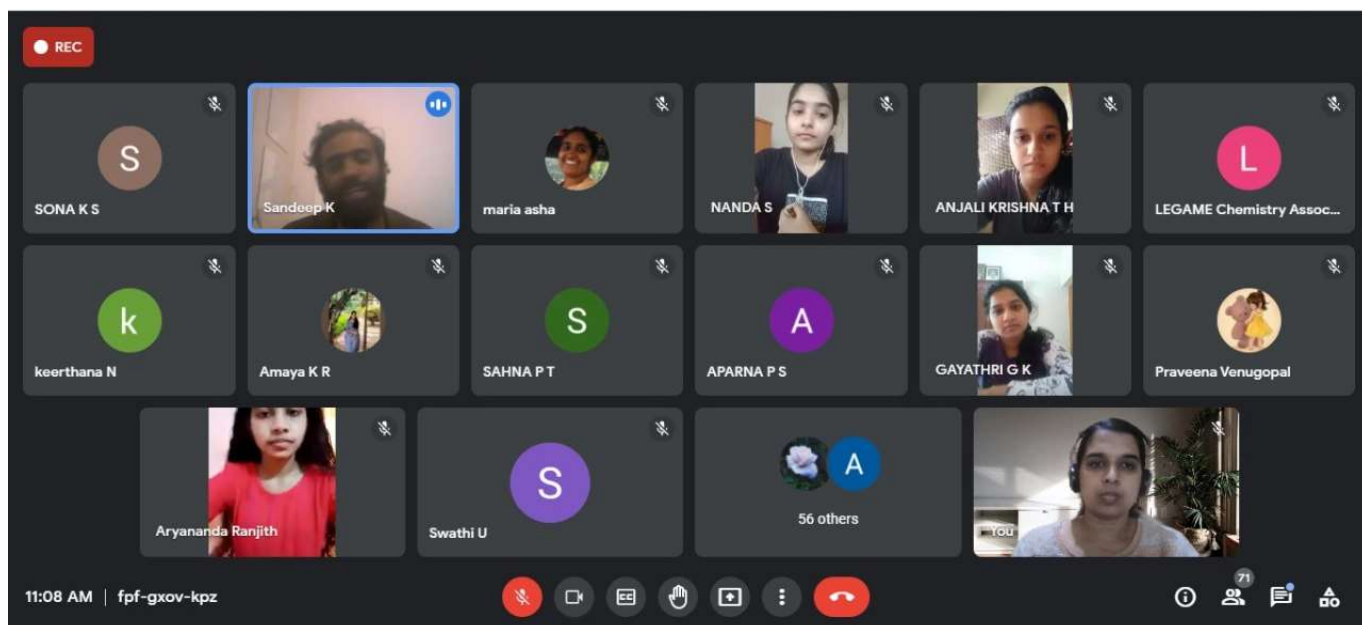 REC
S
SONA K S
Sandeep K
maria asha
NANDA S
ANJALI KRISHNA T H
L
LEGAME Chemistry Assoc...
k
keerthana N
Amaya K R
S
SAHNA P T
A
APARNA P S
GAYATHRI G K
Praveena Venugopal
Aryananda Ranjith
S
Swathi U
A
56 others
You
11:08 AM | fpf-gxov-kpz
CC
71